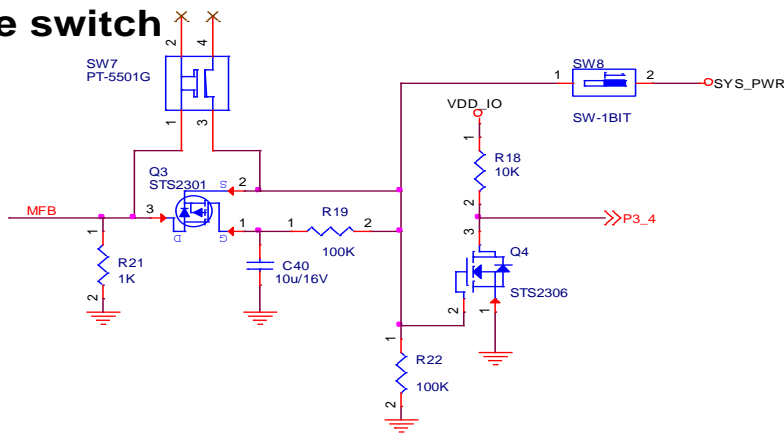 e switch
2
4
SW7
PT-5501G
SW8
1
2
SYS_PWR
SW-1BIT
1
3
VDD_IO
1
R18
10K
2
P3_4
Q3
STS2301
S
2
MFB
3
D
G
1
1
R19
2
100K
3
Q4
STS2306
2
1
1
R21
1K
2
C40
10u/16V
1
R22
100K
2